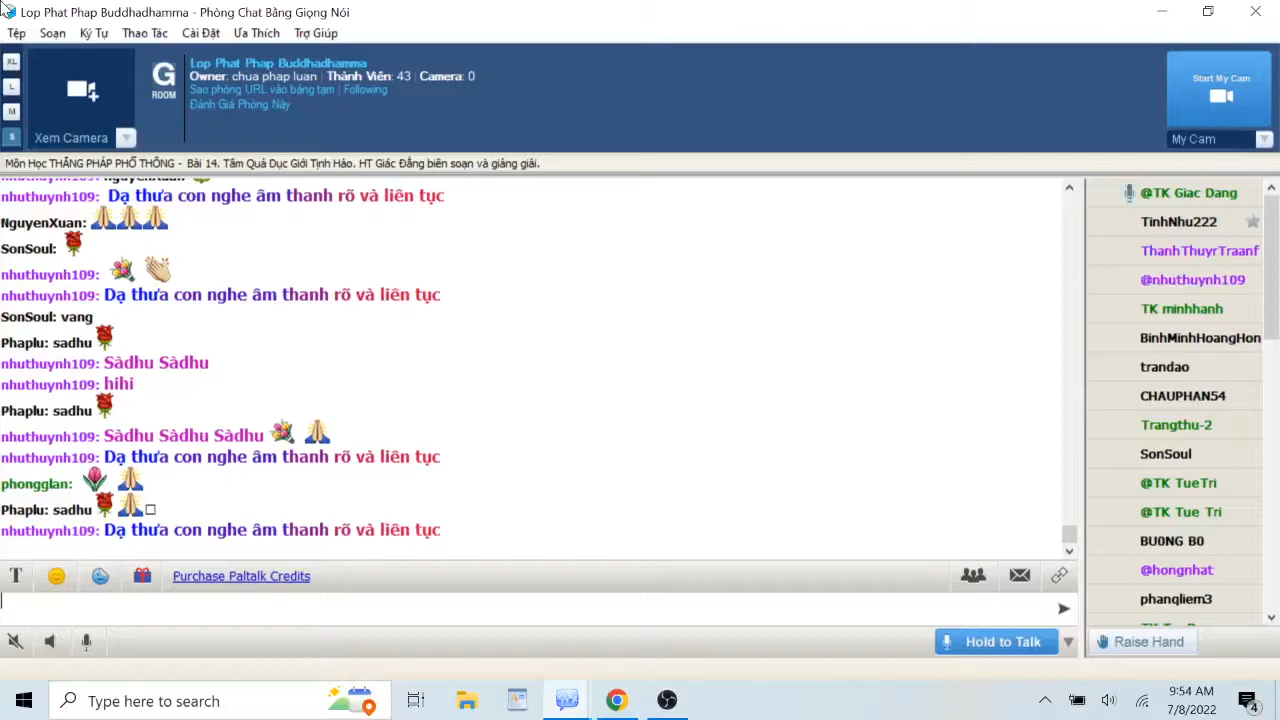 Lop Phat Phap Buddhadhamma - Phòng Chat Bằng Giọng Nói
Tệp Soạn Ký Tự Thao Tác Cài Đặt Ưa Thích Trợ Giúp
XL
L
M
S
Xem Camera
G
ROOM
Lop Phat Phap Buddhadhamma
Owner: chua phap luan | Thành Viên: 43 | Camera: 0
Sao phòng URL vào bảng tạm | Following
Đánh Giá Phòng Này
Start My Cam
My Cam
Môn Học THẮNG PHÁP PHỔ THÔNG - Bài 14. Tâm Quả Dục Giới Tịnh Hảo. HT Giác Đẳng biên soạn và giảng giải.
nhuthuynh109: nguyenxuan
nhuthuynh109: Dạ thưa con nghe âm thanh rõ và liên tục
NguyenXuan:
SonSoul:
nhuthuynh109:
nhuthuynh109: Dạ thưa con nghe âm thanh rõ và liên tục
SonSoul: vang
Phaplu: sadhu
nhuthuynh109: Sàdhu Sàdhu
nhuthuynh109: hihi
Phaplu: sadhu
nhuthuynh109: Sàdhu Sàdhu Sàdhu
nhuthuynh109: Dạ thưa con nghe âm thanh rõ và liên tục
phongglan:
Phaplu: sadhu
nhuthuynh109: Dạ thưa con nghe âm thanh rõ và liên tục
@TK Giac Dang
TinhNhu222
ThanhThuyrTraanf
@nhuthuynh109
TK minhhanh
BinhMinhHoangHon
trandao
CHAUPHAN54
Trangthu-2
SonSoul
@TK TueTri
@TK Tue Tri
BU0NG B0
@hongnhat
phanqliem3
T Purchase Paltalk Credits
Hold to Talk
Raise Hand
Type here to search
9:54 AM
7/8/2022
4